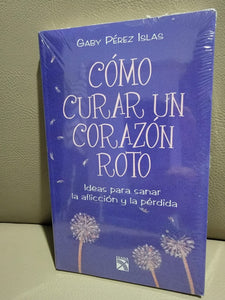 Gaby Pérez Islas
CÓMO
CURAR UN
CORAZÓN
ROTO
Ideas para sanar
la aflicción y la pérdida